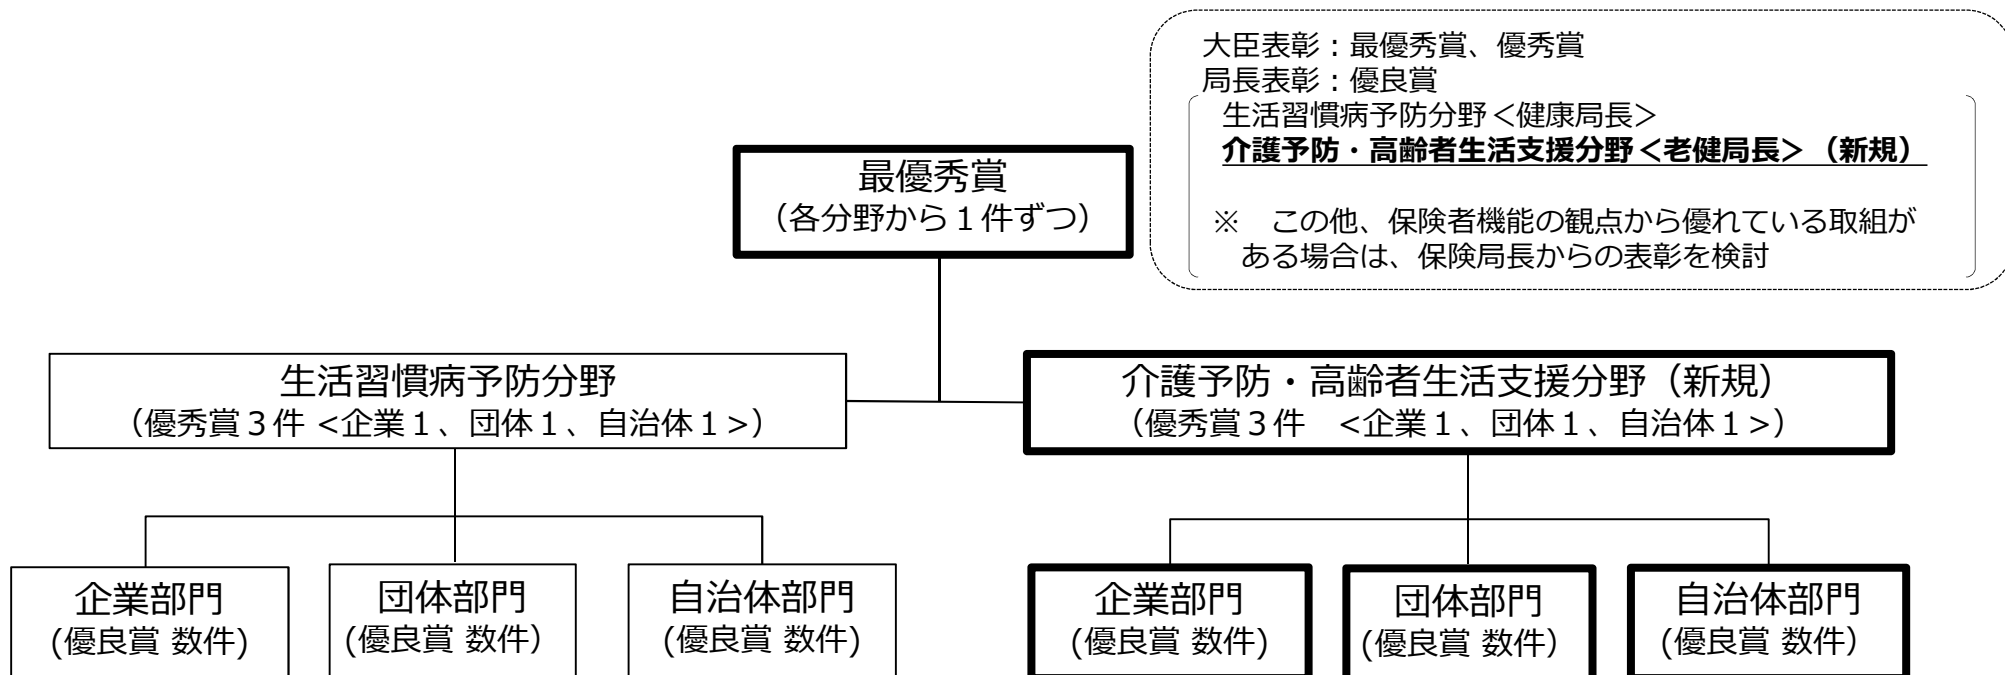 大臣表彰：最優秀賞、優秀賞
局長表彰：優良賞
生活習慣病予防分野＜健康局長＞
介護予防・高齢者生活支援分野＜老健局長＞（新規）
※　この他、保険者機能の観点から優れている取組が
ある場合は、保険局長からの表彰を検討
最優秀賞
（各分野から１件ずつ）
生活習慣病予防分野
（優秀賞３件 <企業１、団体１、自治体１>）
介護予防・高齢者生活支援分野（新規）
（優秀賞３件　<企業１、団体１、自治体１>）
企業部門
(優良賞 数件)
団体部門
(優良賞 数件）
自治体部門
(優良賞 数件)
企業部門
(優良賞 数件)
団体部門
(優良賞 数件）
自治体部門
(優良賞 数件）